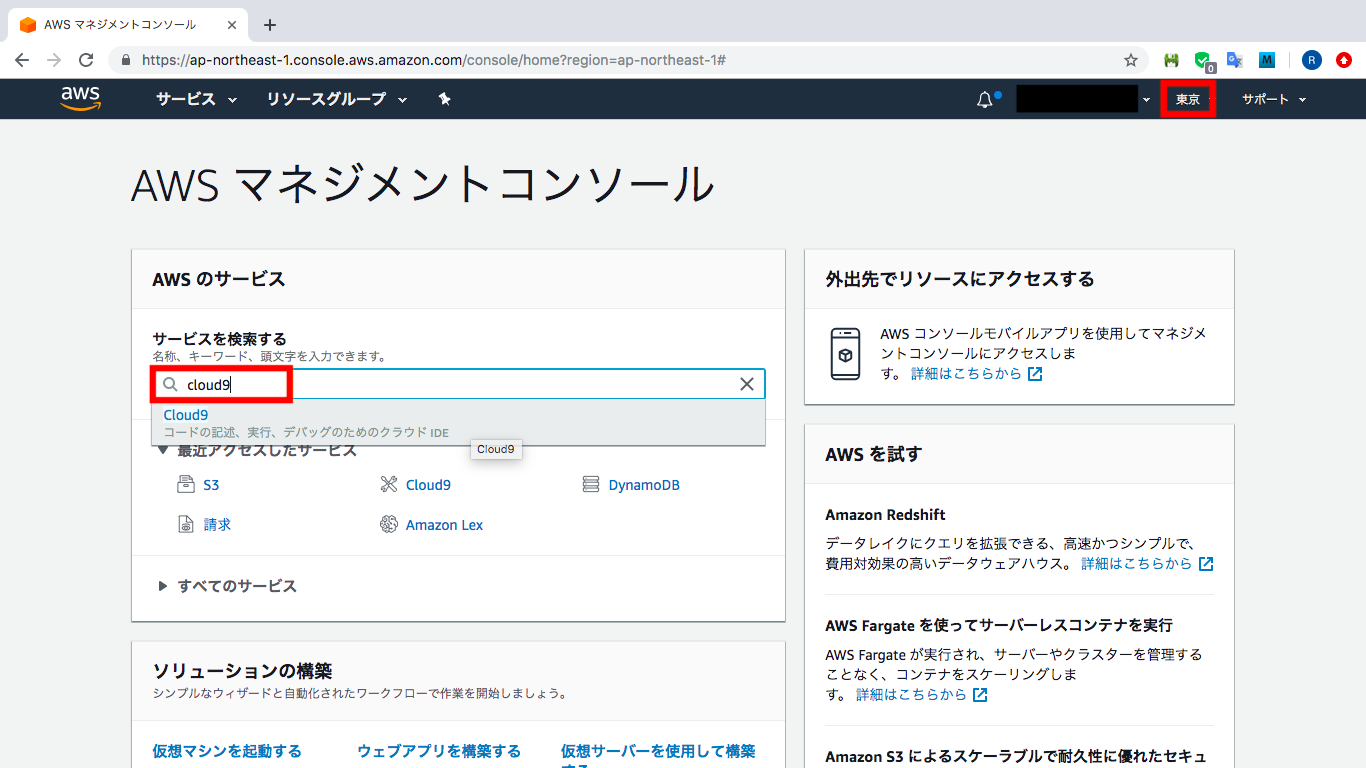 AWS マネジメントコンソール
https://ap-northeast-1.console.aws.amazon.com/console/home?region=ap-northeast-1#
0
M
R
aws
サービス
リソースグループ
東京
サポート
AWS マネジメントコンソール
AWS のサービス
サービスを検索する
名称、キーワード、頭文字を入力できます。
cloud9
Cloud9
コードの記述、実行、デバッグのためのクラウド IDE
Cloud9
最近アクセスしたサービス
S3
Cloud9
DynamoDB
請求
Amazon Lex
すべてのサービス
ソリューションの構築
シンプルなウィザードと自動化されたワークフローで作業を開始しましょう。
仮想マシンを起動する
ウェブアプリを構築する
仮想サーバーを使用して構築
する
外出先でリソースにアクセスする
AWS コンソールモバイルアプリを使用してマネジメ
ントコンソールにアクセスしま
す。 詳細はこちらから
AWS を試す
Amazon Redshift
データレイクにクエリを拡張できる、高速かつシンプルで、
費用対効果の高いデータウェアハウス。 詳細はこちらから
AWS Fargate を使ってサーバーレスコンテナを実行
AWS Fargate が実行され、サーバーやクラスターを管理する
ことなく、コンテナをスケーリングしま
す。 詳細はこちらから
Amazon S3 によるスケーラブルで耐久性に優れたセキュ